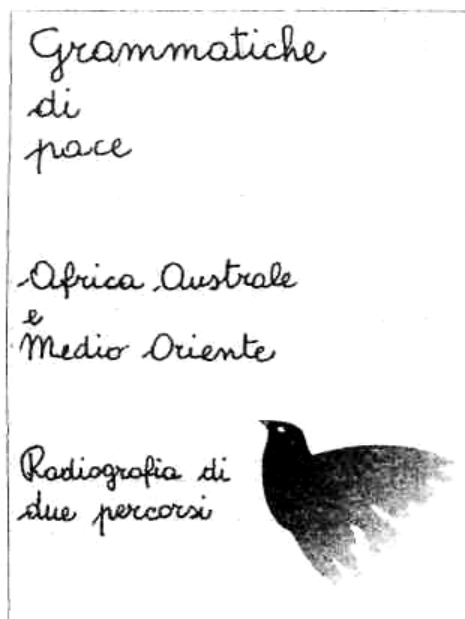 Grammatiche
di
pace
Africa Australe
e
Medio Oriente
Radiografia di
due percorsi